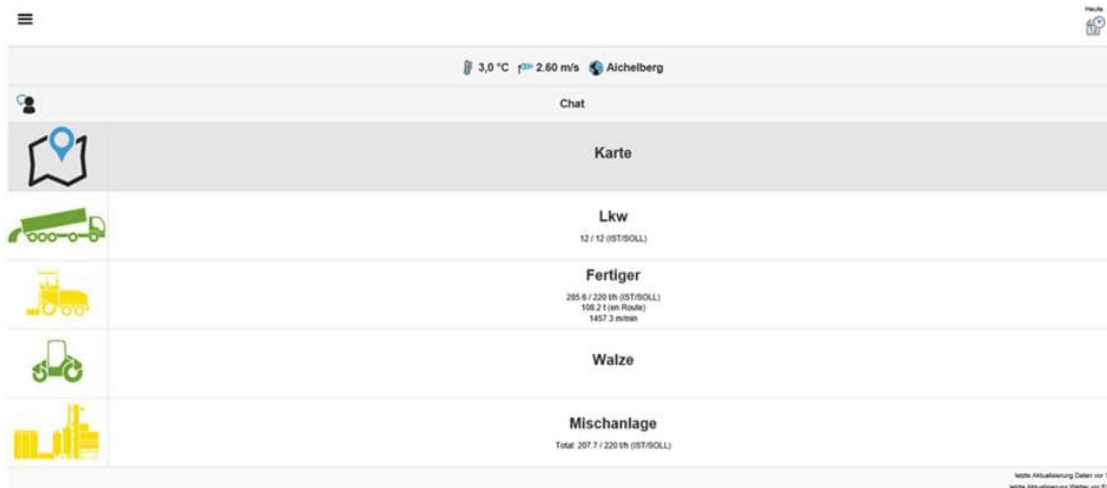 Heute
3,0 °C 2.60 m/s Aichelberg
Chat
Karte
Lkw
12 / 12 (IST/SOLL)
Fertiger
285.6 / 220 t/h (IST/SOLL)
108.2 t (en Route)
1457.3 m/min
Walze
Mischanlage
Total: 207.7 / 220 t/h (IST/SOLL)
letzte Aktualisierung Daten vor
letzte Aktualisierung Wetter vor